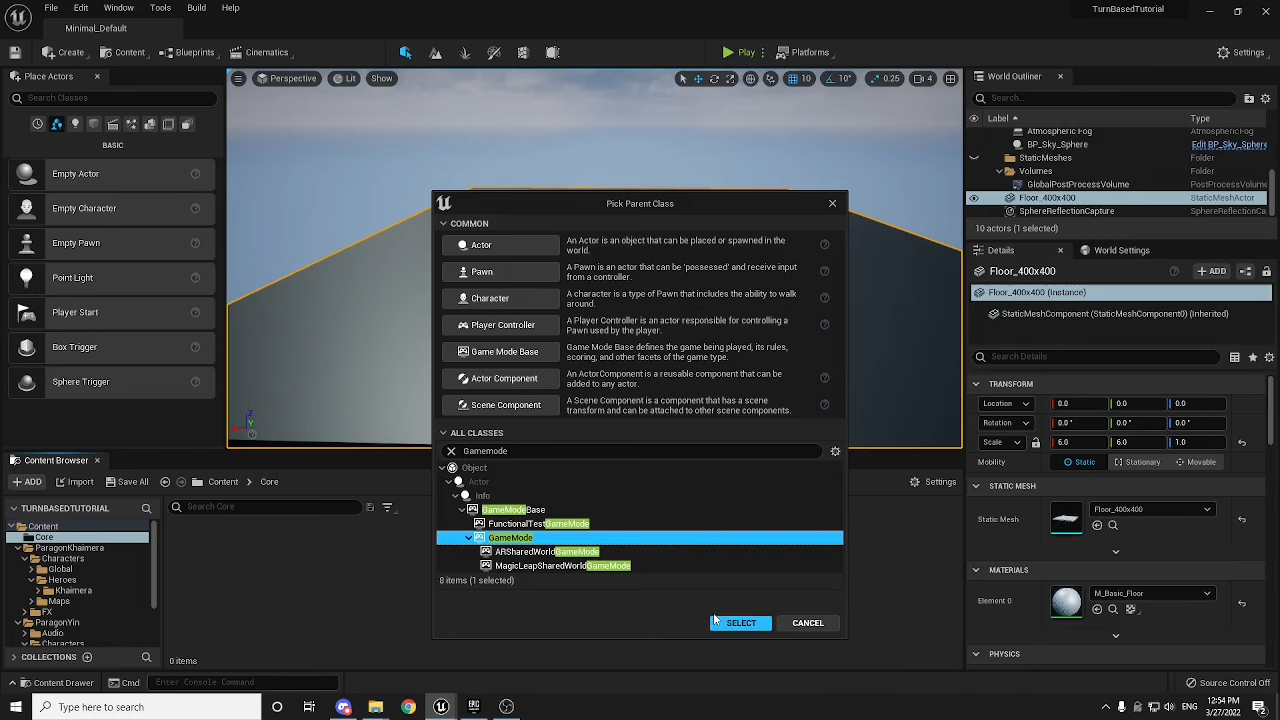 File Edit Window Tools Build Help
TurnBasedTutorial
Minimal_Default
Create Content Blueprints Cinematics Play Platforms Settings
Place Actors
Search Classes
BASIC
Empty Actor
Empty Character
Empty Pawn
Point Light
Player Start
Box Trigger
Sphere Trigger
Perspective Lit Show
10 10° 0.25 4
Z
Y
Pick Parent Class
COMMON
Actor
An Actor is an object that can be placed or spawned in the
world.
Pawn
A Pawn is an actor that can be 'possessed' and receive input
from a controller.
Character
A character is a type of Pawn that includes the ability to walk
around.
Player Controller
A Player Controller is an actor responsible for controlling a
Pawn used by the player.
Game Mode Base
Game Mode Base defines the game being played, its rules,
scoring, and other facets of the game type.
Actor Component
An ActorComponent is a reusable component that can be
added to any actor.
Scene Component
A Scene Component is a component that has a scene
transform and can be attached to other scene components.
ALL CLASSES
Gamemode
Object
Actor
Info
GameModeBase
FunctionalTestGameMode
GameMode
ARSharedWorldGameMode
MagicLeapSharedWorldGameMode
8 items (1 selected)
SELECT CANCEL
World Outliner
Search...
Label Type
Atmospheric Fog AtmosphericFog
BP_Sky_Sphere Edit BP_Sky_Sphere
StaticMeshes Folder
Volumes Folder
GlobalPostProcessVolume PostProcessVolume
Floor_400x400 StaticMeshActor
SphereReflectionCapture SphereReflectionCa
10 actors (1 selected)
Details World Settings
Floor_400x400 ADD
Floor_400x400 (Instance)
StaticMeshComponent (StaticMeshComponent0) (Inherited)
Search Details
TRANSFORM
Location 0.0 0.0 0.0
Rotation 0.0° 0.0° 0.0°
Scale 6.0 6.0 1.0
Mobility Static Stationary Movable
STATIC MESH
Static Mesh Floor_400x400
MATERIALS
Element 0 M_Basic_Floor
PHYSICS
Content Browser
ADD Import Save All Content Core Settings
TURNBASEDTUTORIAL
Search Core
Content
Core
ParagonKhaimera
Characters
Global
Heroes
Khaimera
Maps
FX
ParagonYin
Audio
Characters
COLLECTIONS
0 items
Content Drawer Cmd Enter Console Command Source Control Off
Type here to search
12:54 PM
3/27/2022